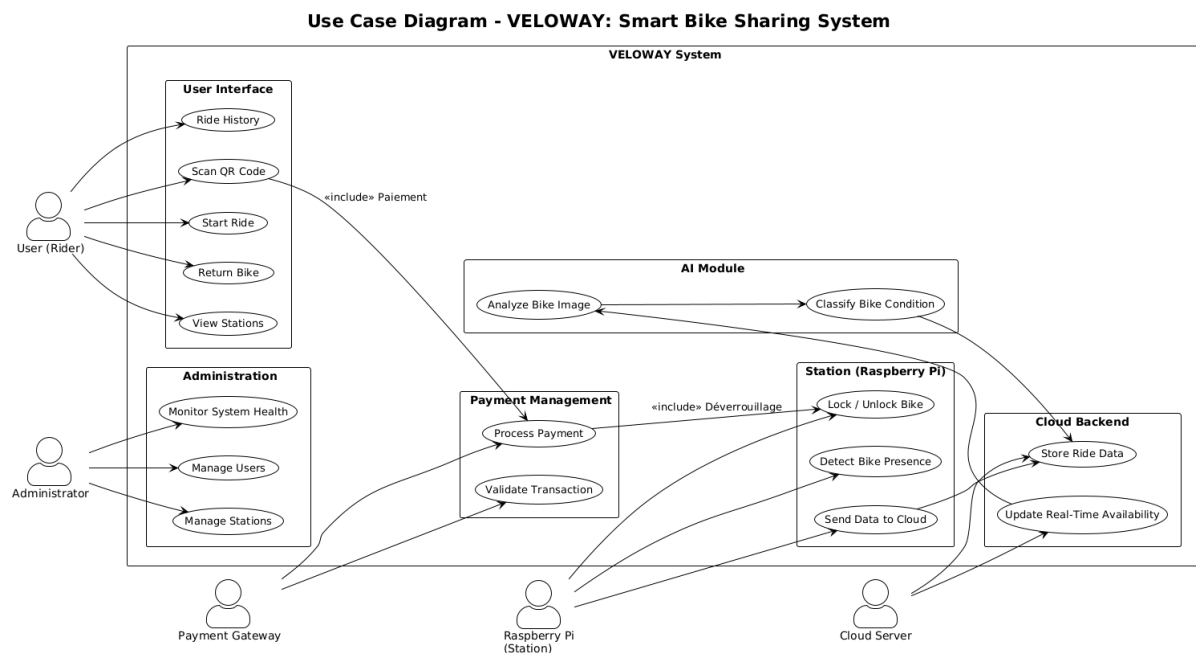 Use Case Diagram - VELOWAY: Smart Bike Sharing System
VELOWAY System
User Interface
Ride History
Scan QR Code
Start Ride
Return Bike
View Stations
User (Rider)
«include» Paiement
AI Module
Analyze Bike Image
Classify Bike Condition
Administration
Monitor System Health
Manage Users
Manage Stations
Administrator
Payment Management
Process Payment
Validate Transaction
«include» Déverrouillage
Station (Raspberry Pi)
Lock / Unlock Bike
Detect Bike Presence
Send Data to Cloud
Cloud Backend
Store Ride Data
Update Real-Time Availability
Payment Gateway
Raspberry Pi
(Station)
Cloud Server